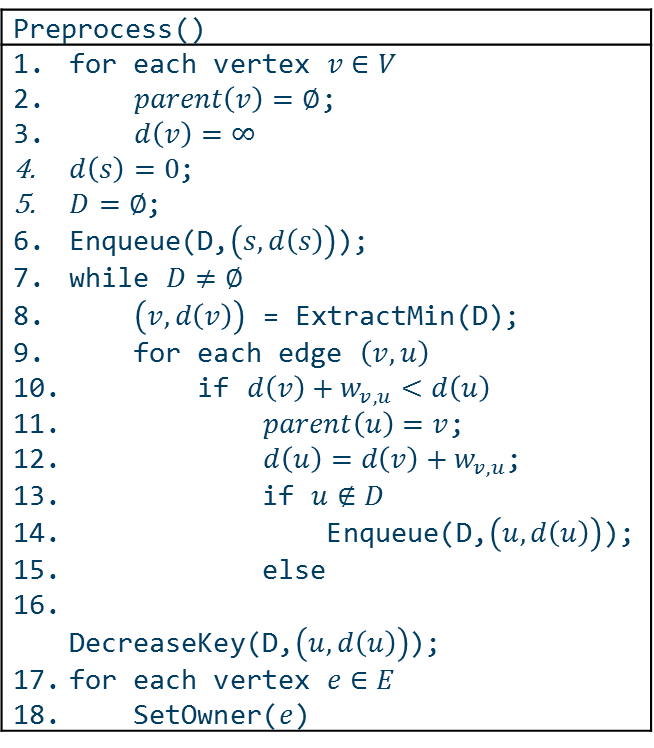 Preprocess()
1. for each vertex 𝑣 ∈ 𝑉
2. 𝑝𝑎𝑟𝑒𝑛𝑡(𝑣) = ∅;
3. 𝑑(𝑣) = ∞
4. 𝑑(𝑠) = 0;
5. 𝐷 = ∅;
6. Enqueue(D,(𝑠,𝑑(𝑠)));
7. while 𝐷 ≠ ∅
8. (𝑣,𝑑(𝑣)) = ExtractMin(D);
9. for each edge (𝑣,𝑢)
10. if 𝑑(𝑣) + 𝑤_{𝑣,𝑢} < 𝑑(𝑢)
11. 𝑝𝑎𝑟𝑒𝑛𝑡(𝑢) = 𝑣;
12. 𝑑(𝑢) = 𝑑(𝑣) + 𝑤_{𝑣,𝑢};
13. if 𝑢 ∉ 𝐷
14. Enqueue(D,(𝑢,𝑑(𝑢)));
15. else
16.
DecreaseKey(D,(𝑢,𝑑(𝑢)));
17. for each vertex 𝑒 ∈ 𝐸
18. SetOwner(𝑒)